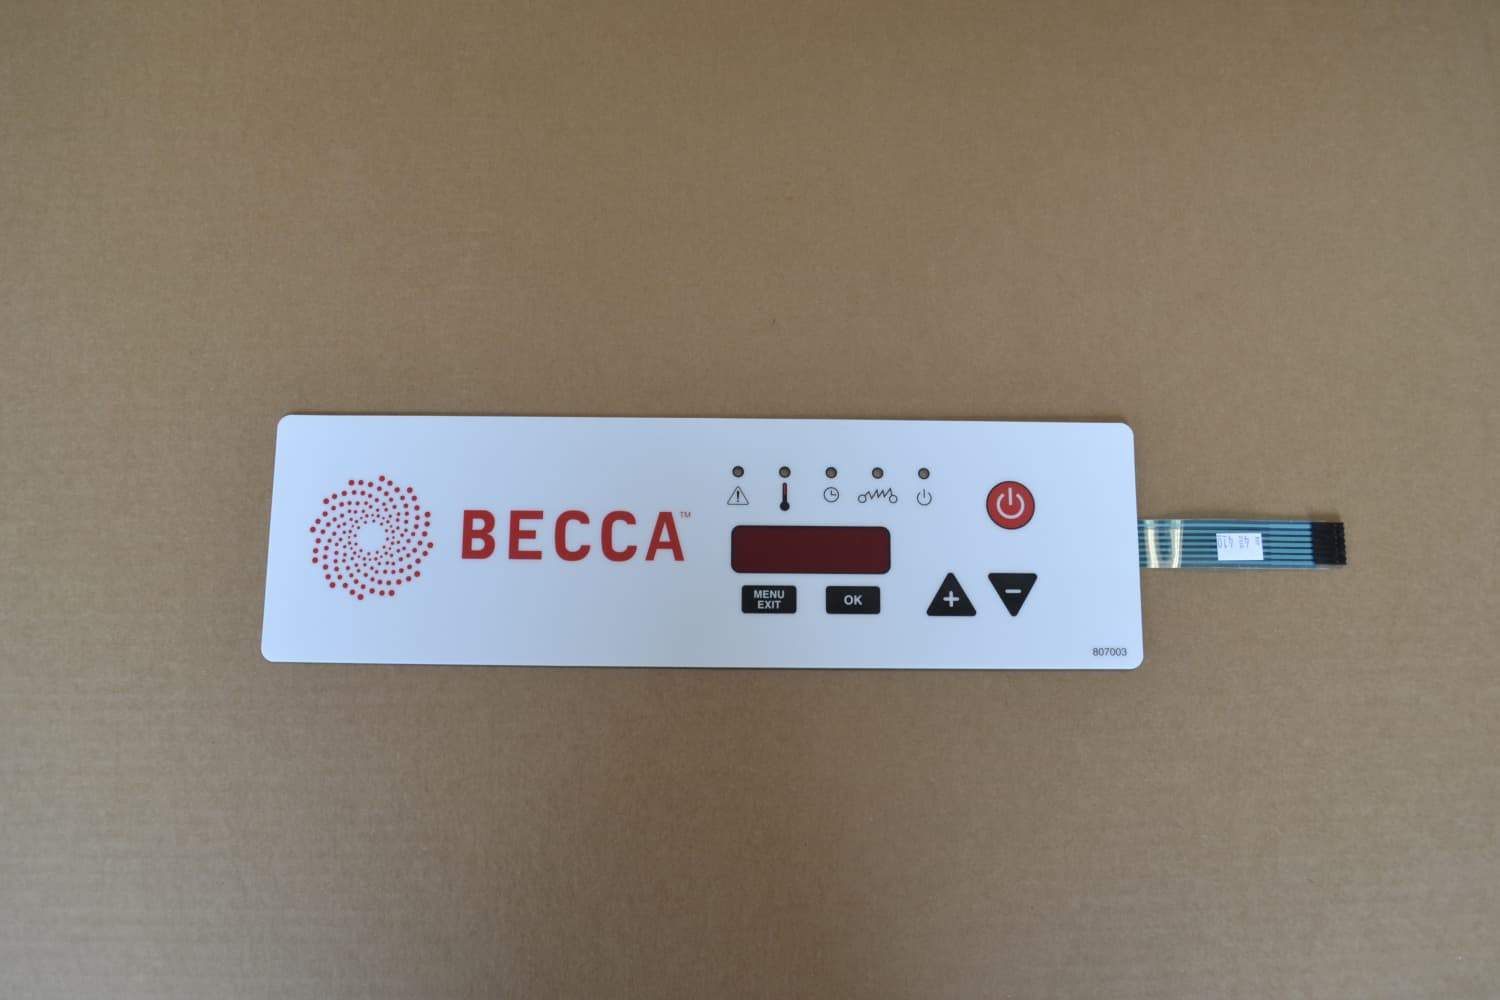 BECCA™
MENU
EXIT
OK
+
-
807003